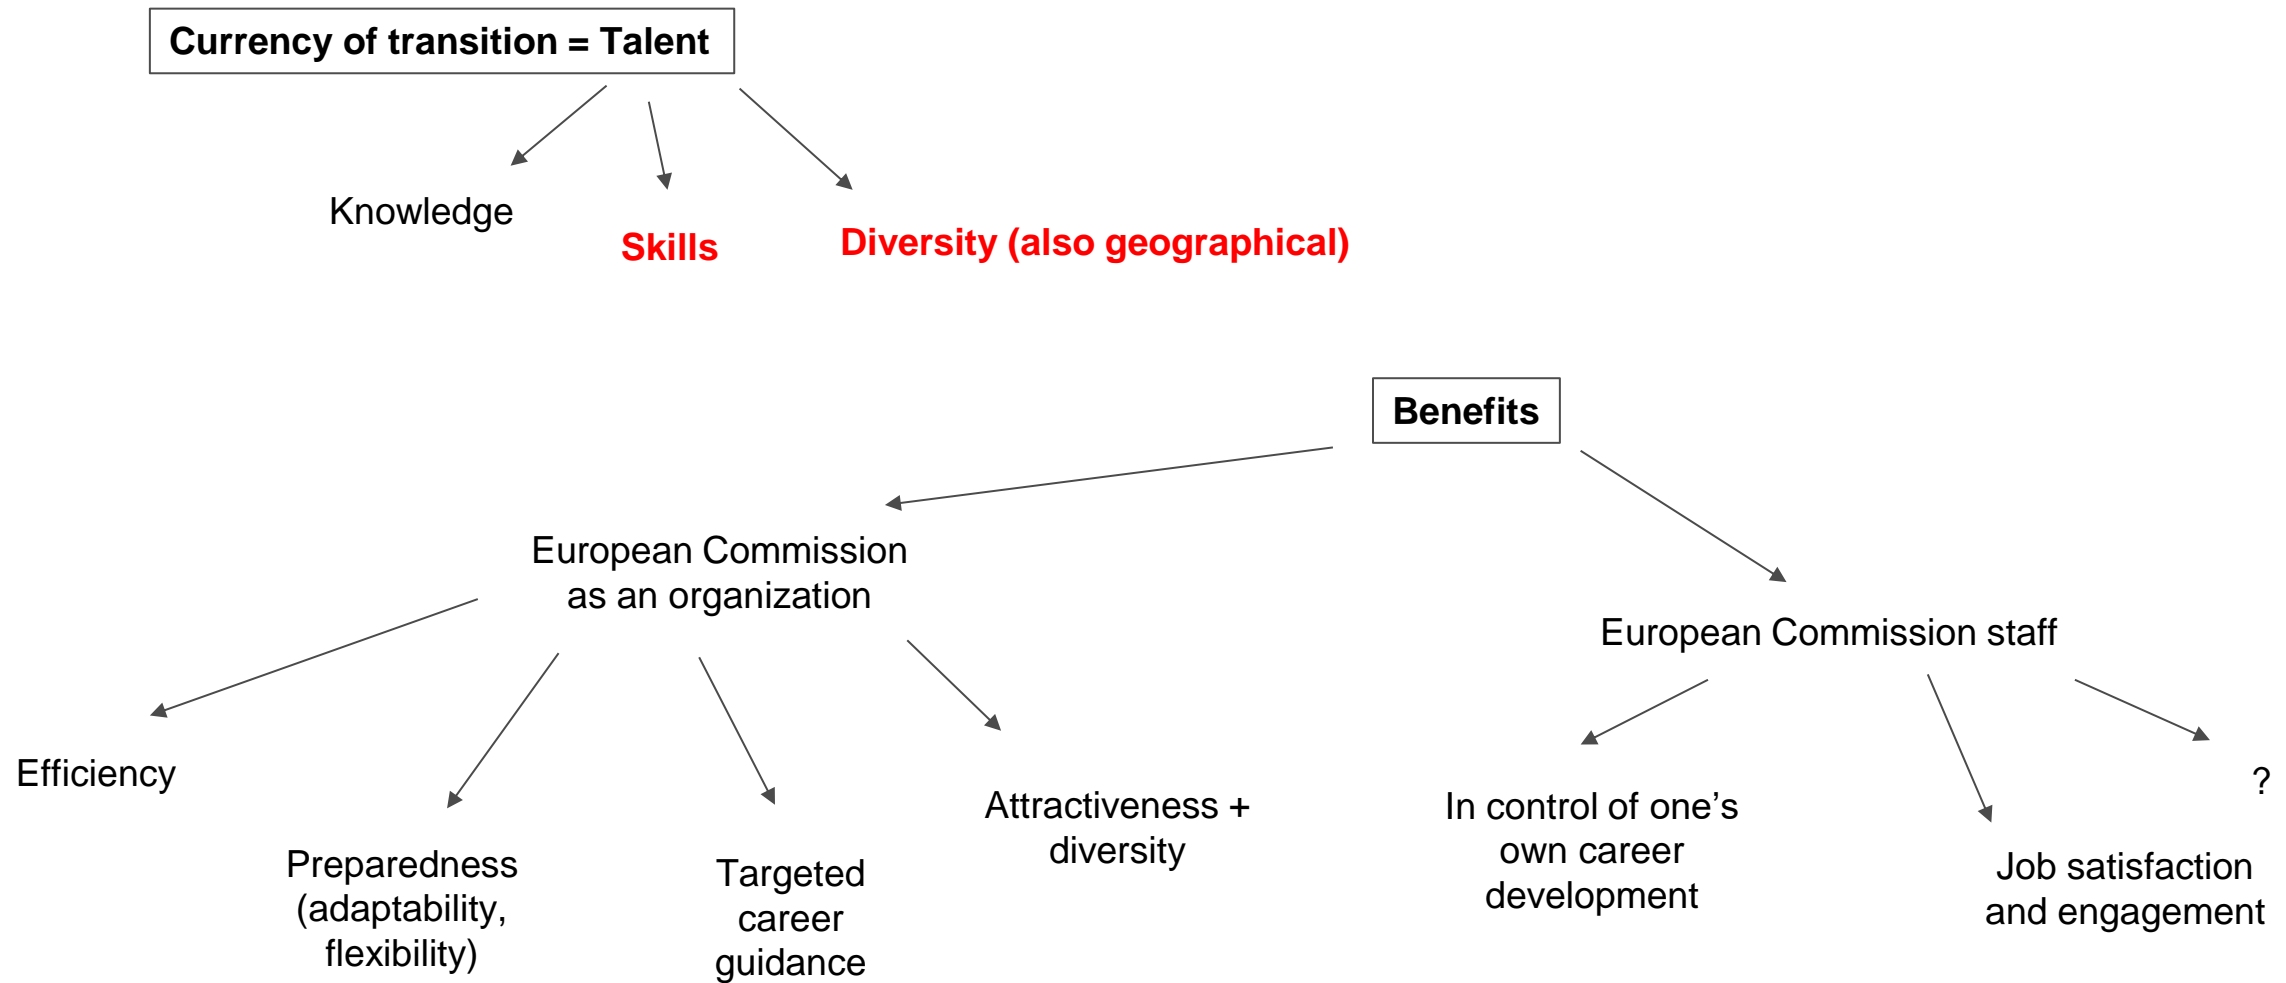 Currency of transition = Talent
Knowledge
Skills
Diversity (also geographical)
Benefits
European Commission
as an organization
European Commission staff
Efficiency
Preparedness
(adaptability,
flexibility)
Targeted
career
guidance
Attractiveness +
diversity
In control of one’s
own career
development
Job satisfaction
and engagement
?